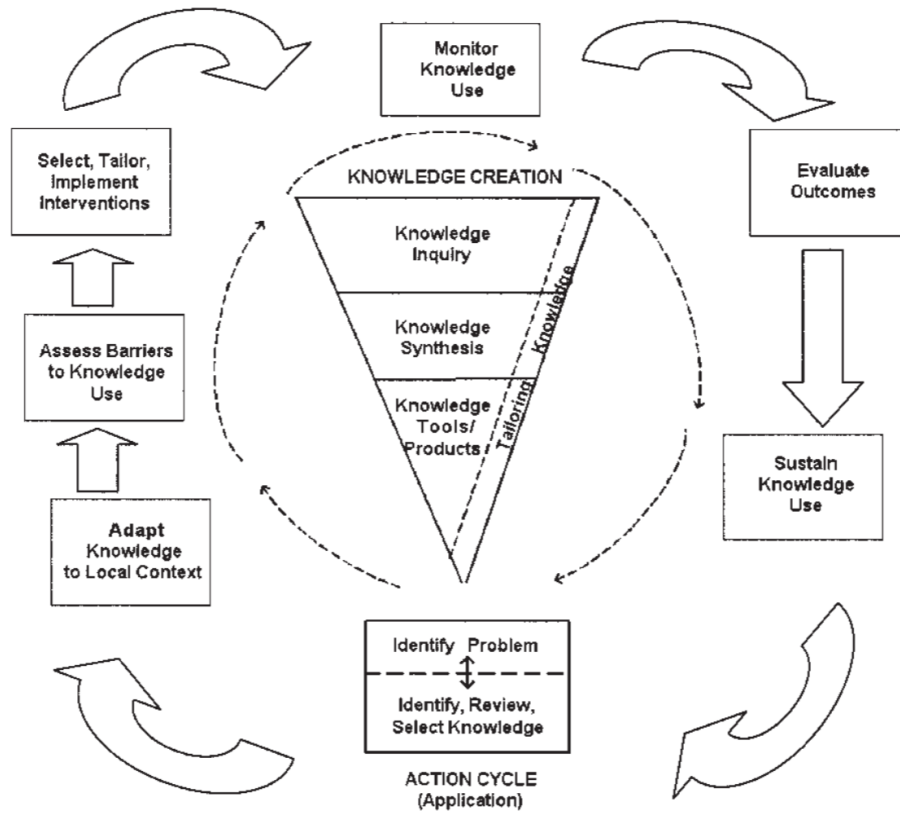 Monitor
Knowledge
Use
Select, Tailor,
Implement
Interventions
Evaluate
Outcomes
KNOWLEDGE CREATION
Knowledge
Inquiry
Knowledge
Synthesis
Knowledge
Tools/
Products
Tailoring Knowledge
Assess Barriers
to Knowledge
Use
Sustain
Knowledge
Use
Adapt
Knowledge
to Local Context
Identify Problem
Identify, Review,
Select Knowledge
ACTION CYCLE
(Application)